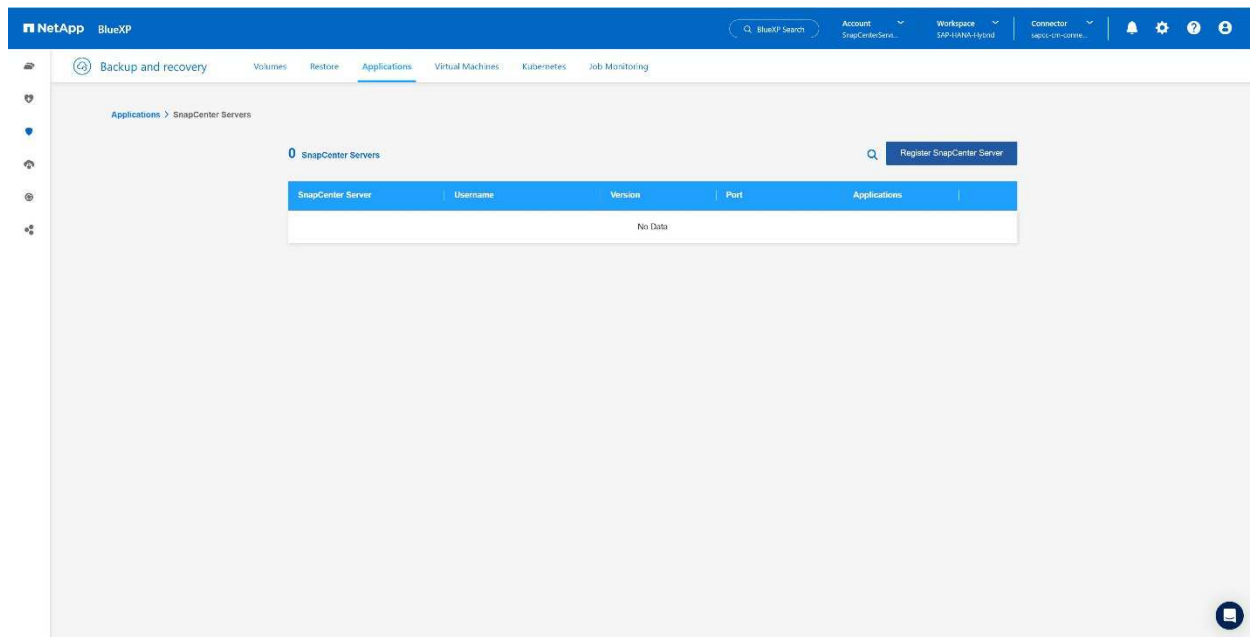 NetApp BlueXP
BlueXP Search
Account
SnapCenterServi...
Workspace
SAP-HANA-Hybrid
Connector
sapcc-cm-conne...
Backup and recovery
Volumes Restore Applications Virtual Machines Kubernetes Job Monitoring
Applications > SnapCenter Servers
0 SnapCenter Servers
Register SnapCenter Server
SnapCenter Server Username Version Port Applications
No Data